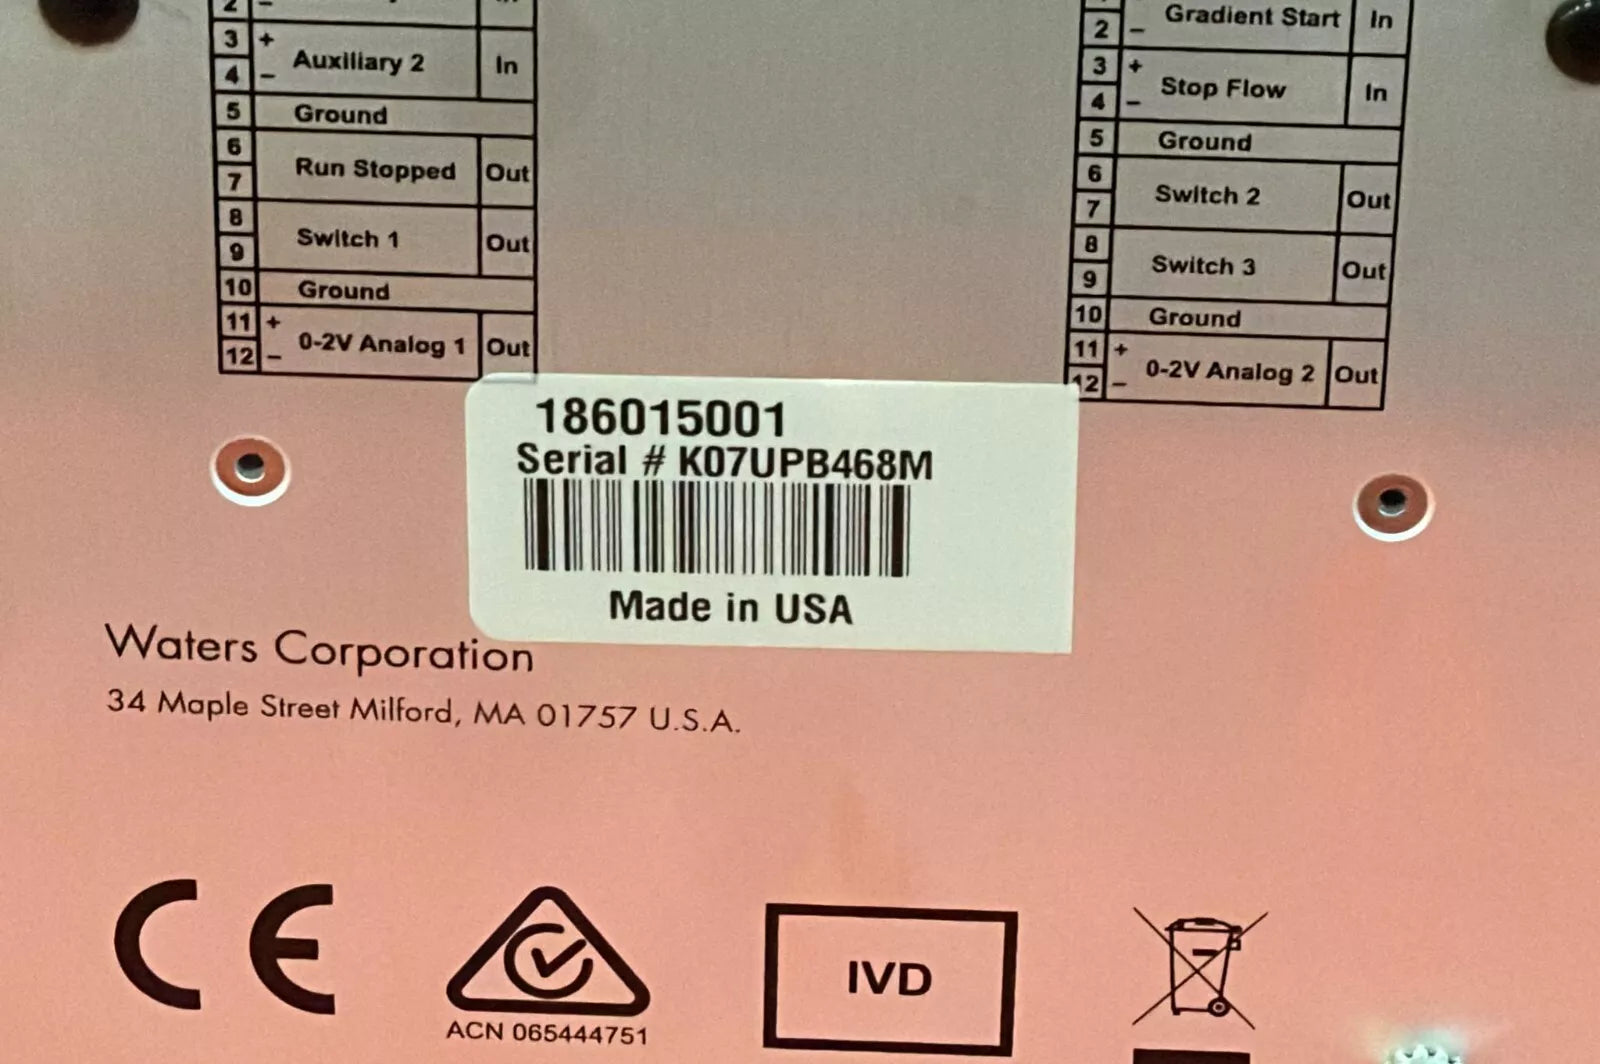 2 –
3 + Auxiliary 2 In
4 –
5 Ground
6 Run Stopped Out
7
8 Switch 1 Out
9
10 Ground
11 + 0-2V Analog 1 Out
12 –
Gradient Start In
2 –
3 + Stop Flow In
4 –
5 Ground
6 Switch 2 Out
7
8 Switch 3 Out
9
10 Ground
11 + 0-2V Analog 2 Out
12 –
186015001
Serial # K07UPB468M
Made in USA
Waters Corporation
34 Maple Street Milford, MA 01757 U.S.A.
CE
ACN 065444751
IVD